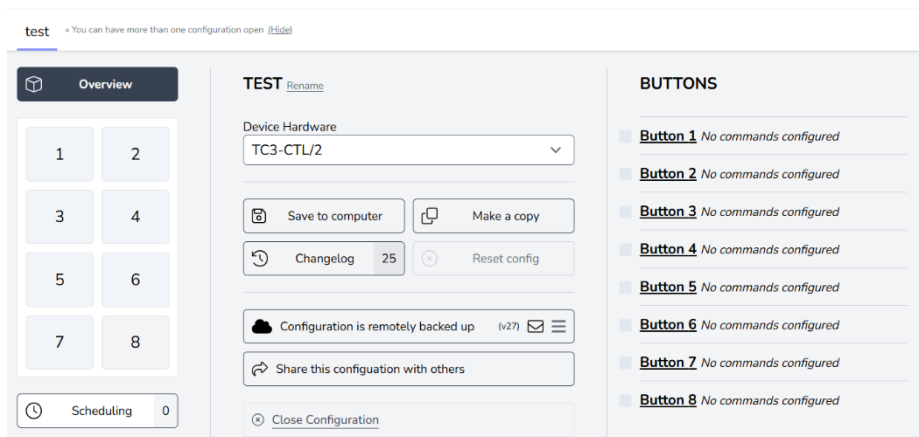 test « You can have more than one configuration open (Hide)
Overview
1 2
3 4
5 6
7 8
Scheduling 0
TEST Rename
Device Hardware
TC3-CTL/2
Save to computer Make a copy
Changelog 25 Reset config
Configuration is remotely backed up (v27)
Share this configuation with others
Close Configuration
BUTTONS
Button 1 No commands configured
Button 2 No commands configured
Button 3 No commands configured
Button 4 No commands configured
Button 5 No commands configured
Button 6 No commands configured
Button 7 No commands configured
Button 8 No commands configured